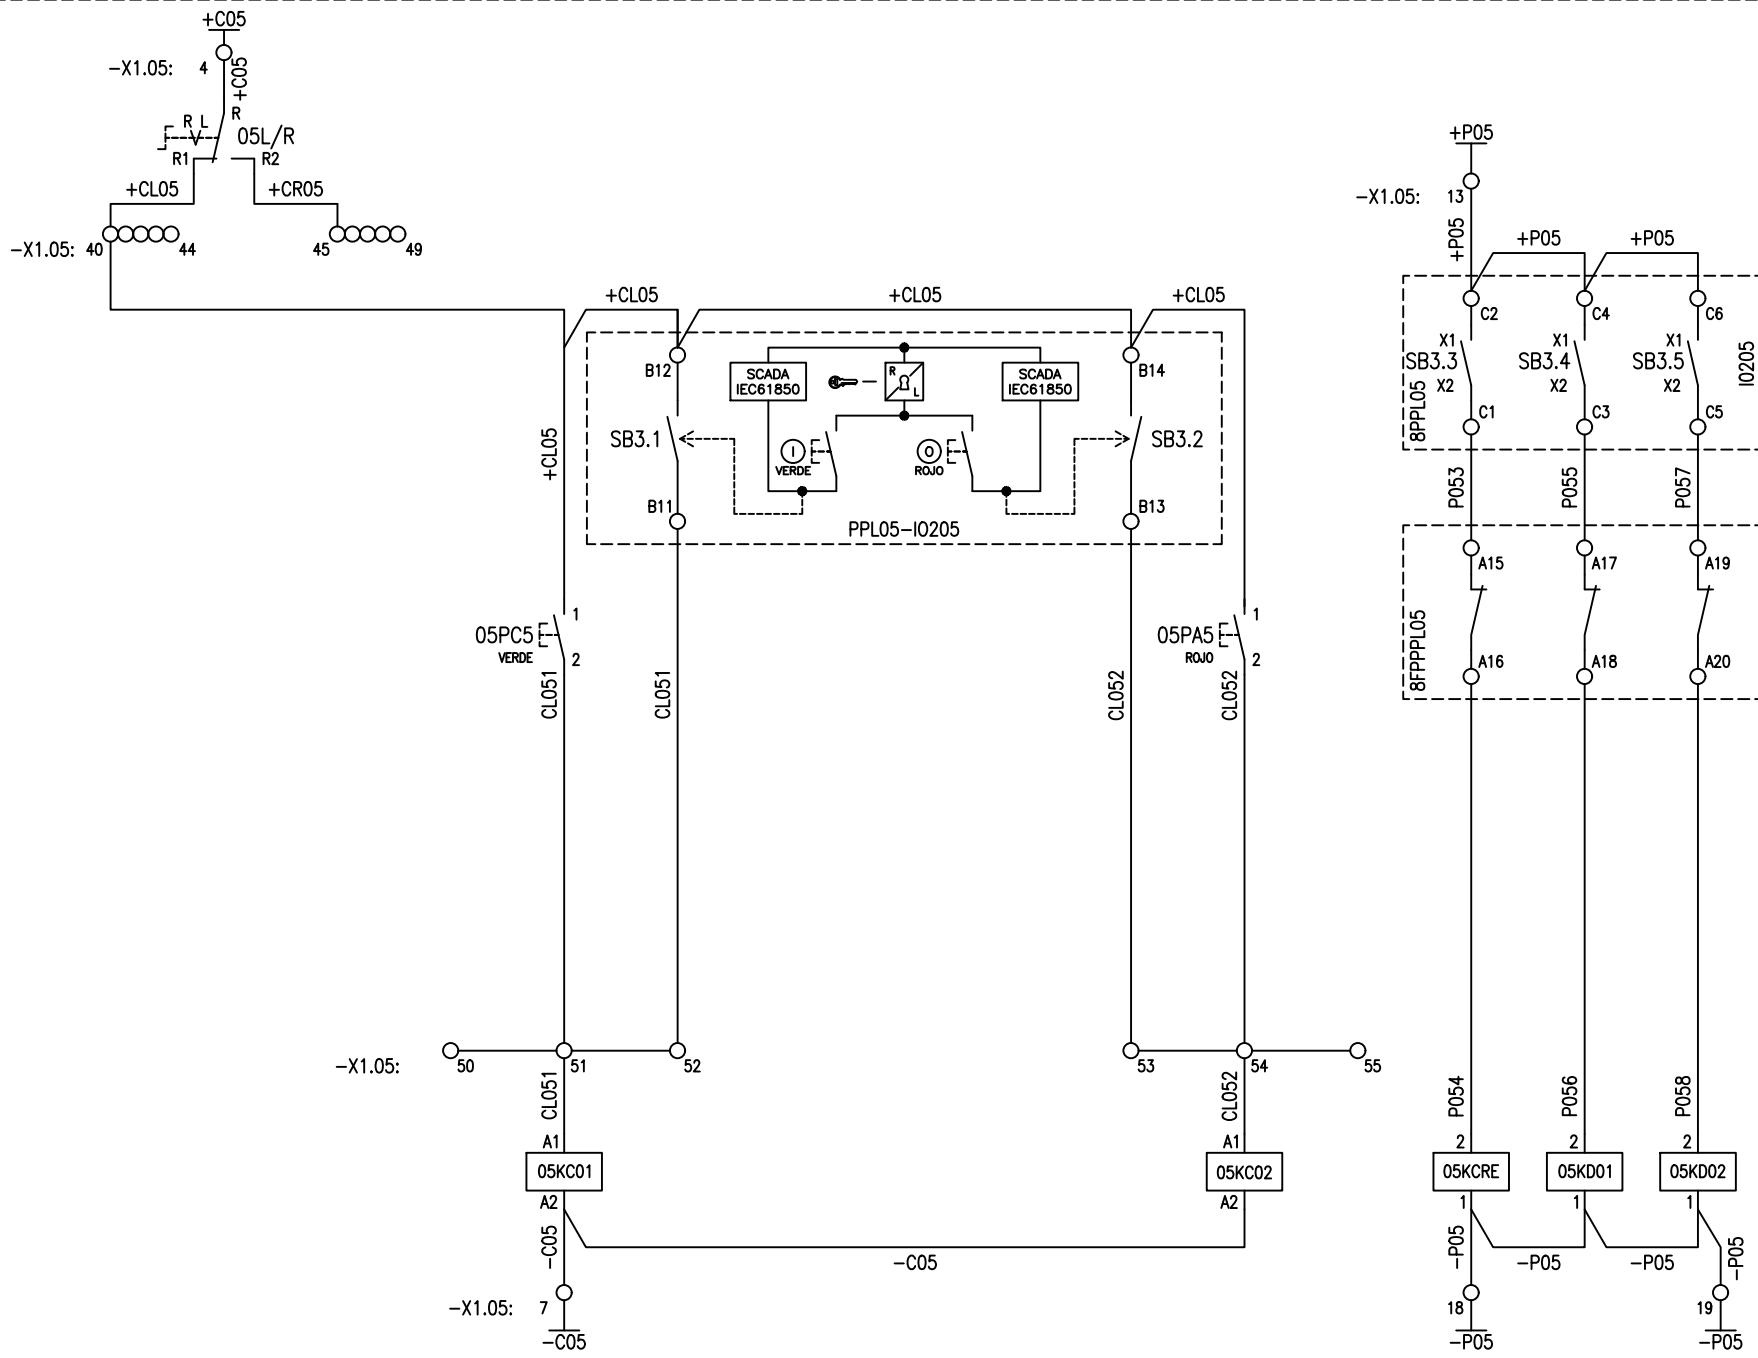 +C05
-X1.05: 4
+C05
R
R L
05L/R
R1 R2
+CL05 +CR05
-X1.05: 40 44 45 49
+CL05 +CL05 +CL05
B12 B14
SCADA
IEC61850
R
L
SCADA
IEC61850
+CL05
SB3.1 SB3.2
I
VERDE
O
ROJO
B11 B13
PPL05-IO205
1
05PC5
VERDE
2
1
05PA5
ROJO
2
CL051 CL051 CL052 CL052
-X1.05: 50 51 52 53 54 55
CL051 CL052
A1 A1
05KC01 05KC02
A2 A2
-C05
-C05
-X1.05: 7
-C05
+P05
-X1.05: 13
+P05
+P05 +P05
C2 C4 C6
X1 X1 X1
SB3.3 SB3.4 SB3.5
X2 X2 X2
C1 C3 C5
8PPL05
IO205
P053 P055 P057
A15 A17 A19
8FPPPL05
A16 A18 A20
P054 P056 P058
2 2 2
05KCRE 05KD01 05KD02
1 1 1
-P05 -P05 -P05 -P05
18 19
-P05 -P05